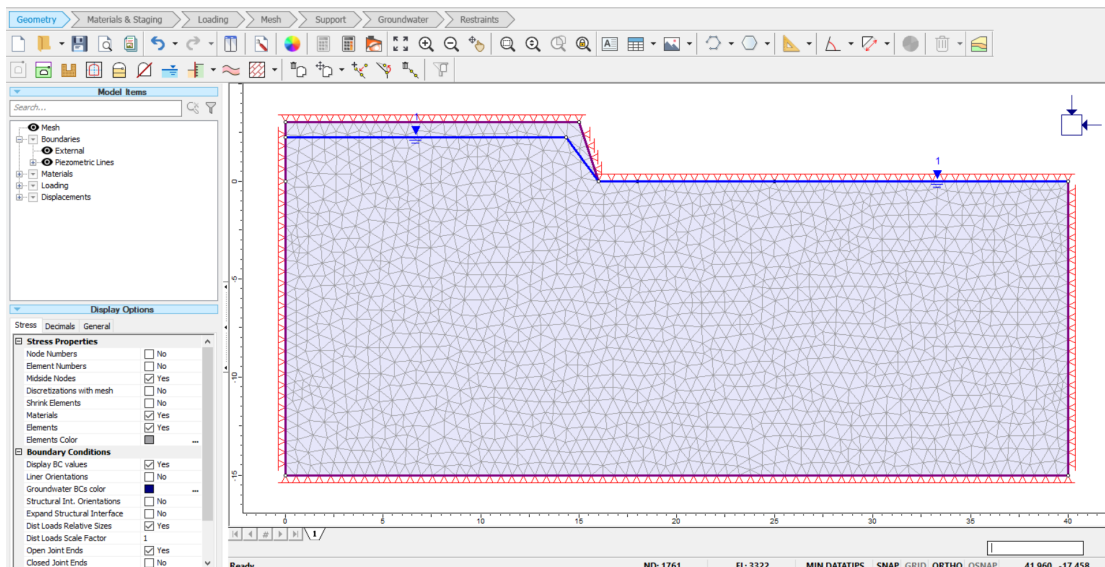 Geometry Materials & Staging Loading Mesh Support Groundwater Restraints
Model Items
Search...
Mesh
Boundaries
External
Piezometric Lines
Materials
Loading
Displacements
Display Options
Stress Decimals General
Stress Properties
Node Numbers No
Element Numbers No
Midside Nodes Yes
Discretizations with mesh No
Shrink Elements No
Materials Yes
Elements Yes
Elements Color ...
Boundary Conditions
Display BC values Yes
Liner Orientations No
Groundwater BCs color ...
Structural Int. Orientations No
Expand Structural Interface No
Dist Loads Relative Sizes Yes
Dist Loads Scale Factor 1
Open Joint Ends Yes
Closed Joint Ends No
1
1
0
-5
-10
-15
0 5 10 15 20 25 30 35 40
# 1
Ready ND: 1761 EL: 3322 MIN DATATIPS SNAP GRID ORTHO OSNAP 41.960, -17.458